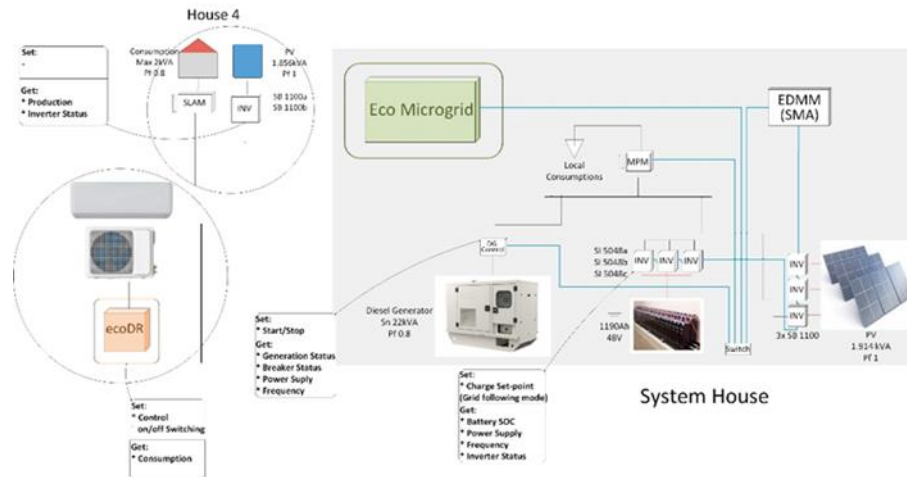 House 4
Set:
-
Get:
* Production
* Inverter Status
Consumption
Max 2kVA
Pf 0.8
PV
1.856kVA
Pf 1
SLAM
INV
SB 1100a
SB 1100b
ecoDR
Set:
* Control
on/off Switching
Get:
* Consumption
Eco Microgrid
EDMM
(SMA)
Local
Consumptions
MPM
DG
Control
Diesel Generator
Sn 22kVA
Pf 0.8
SI 5048a
SI 5048b
SI 5048c
INV
INV
INV
1190Ah
48V
Switch
INV
INV
INV
3x SB 1100
PV
1.914 kVA
Pf 1
Set:
* Start/Stop
Get:
* Generation Status
* Breaker Status
* Power Suply
* Frequency
Set:
* Charge Set-point
(Grid following mode)
Get:
* Battery SOC
* Power Supply
* Frequency
* Inverter Status
System House